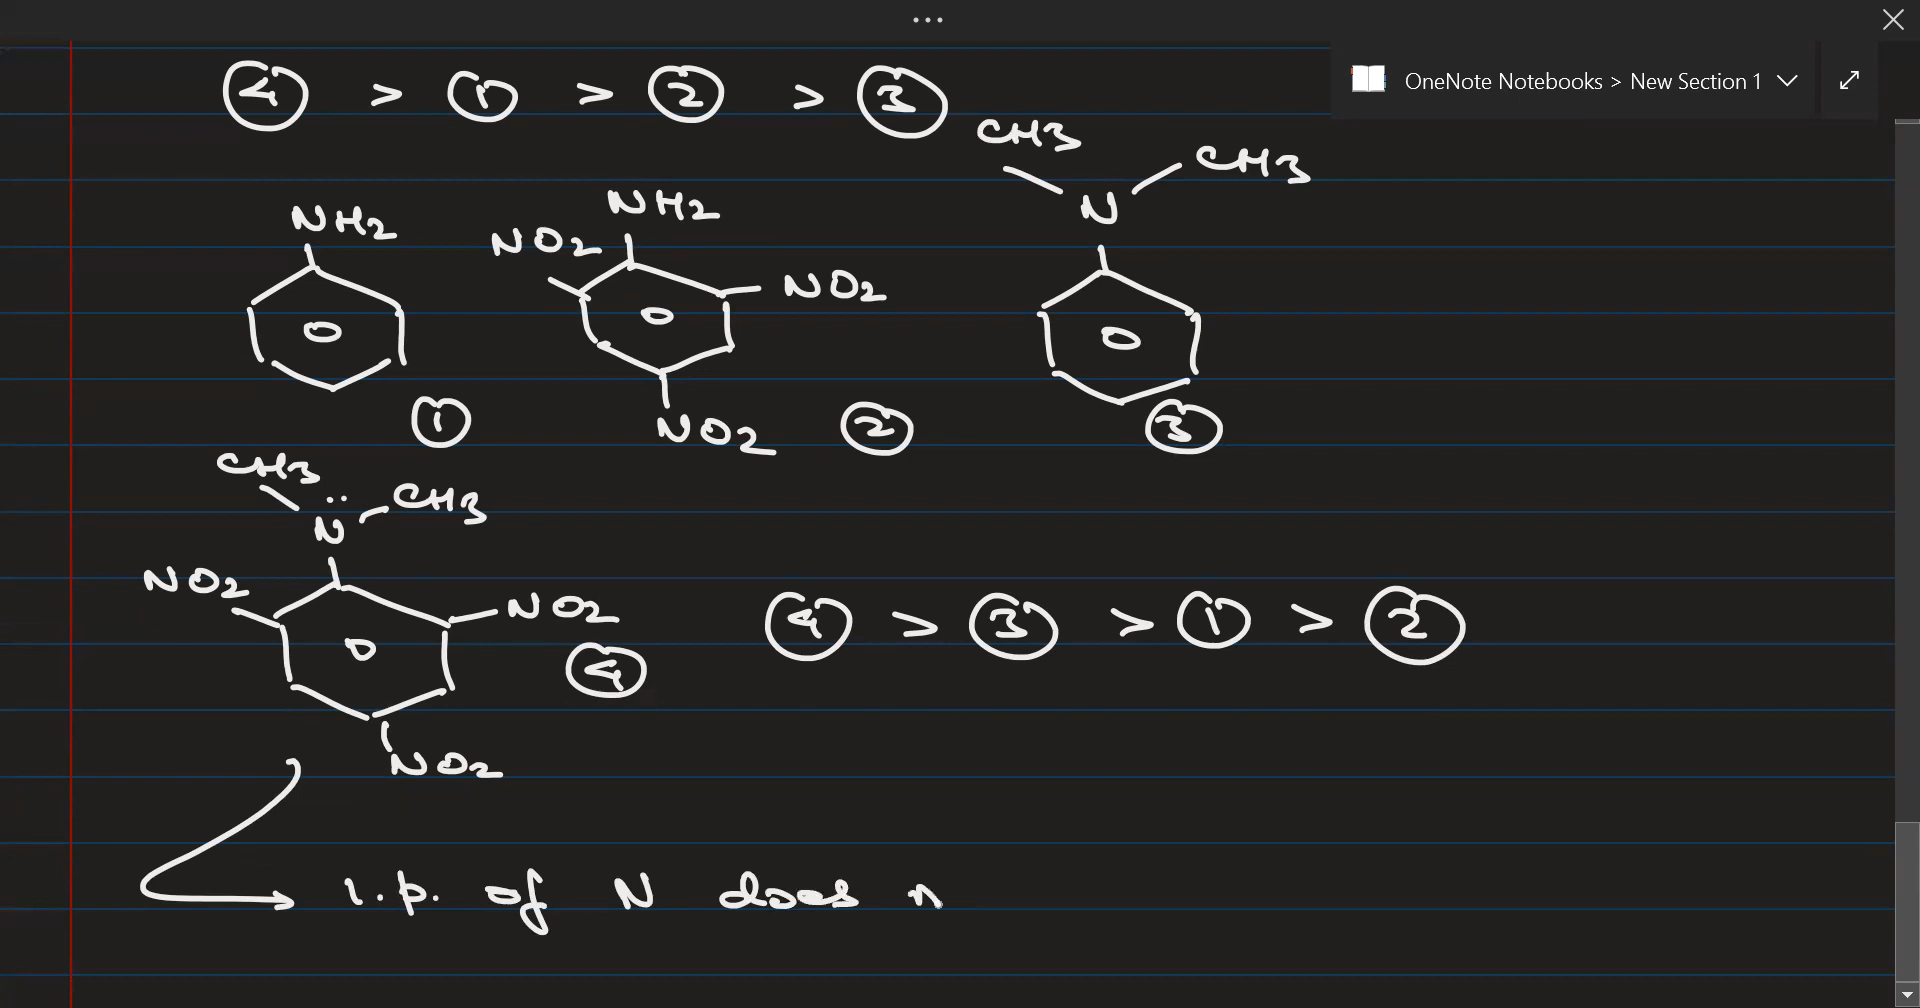 ...
OneNote Notebooks > New Section 1
④ > ① > ② > ③
CH3
CH3
N
NH2
NH2
NO2
NO2
NO2
①
②
③
CH3
CH3
N
NO2
NO2
NO2
④
④ > ③ > ① > ②
l.p. of N does n